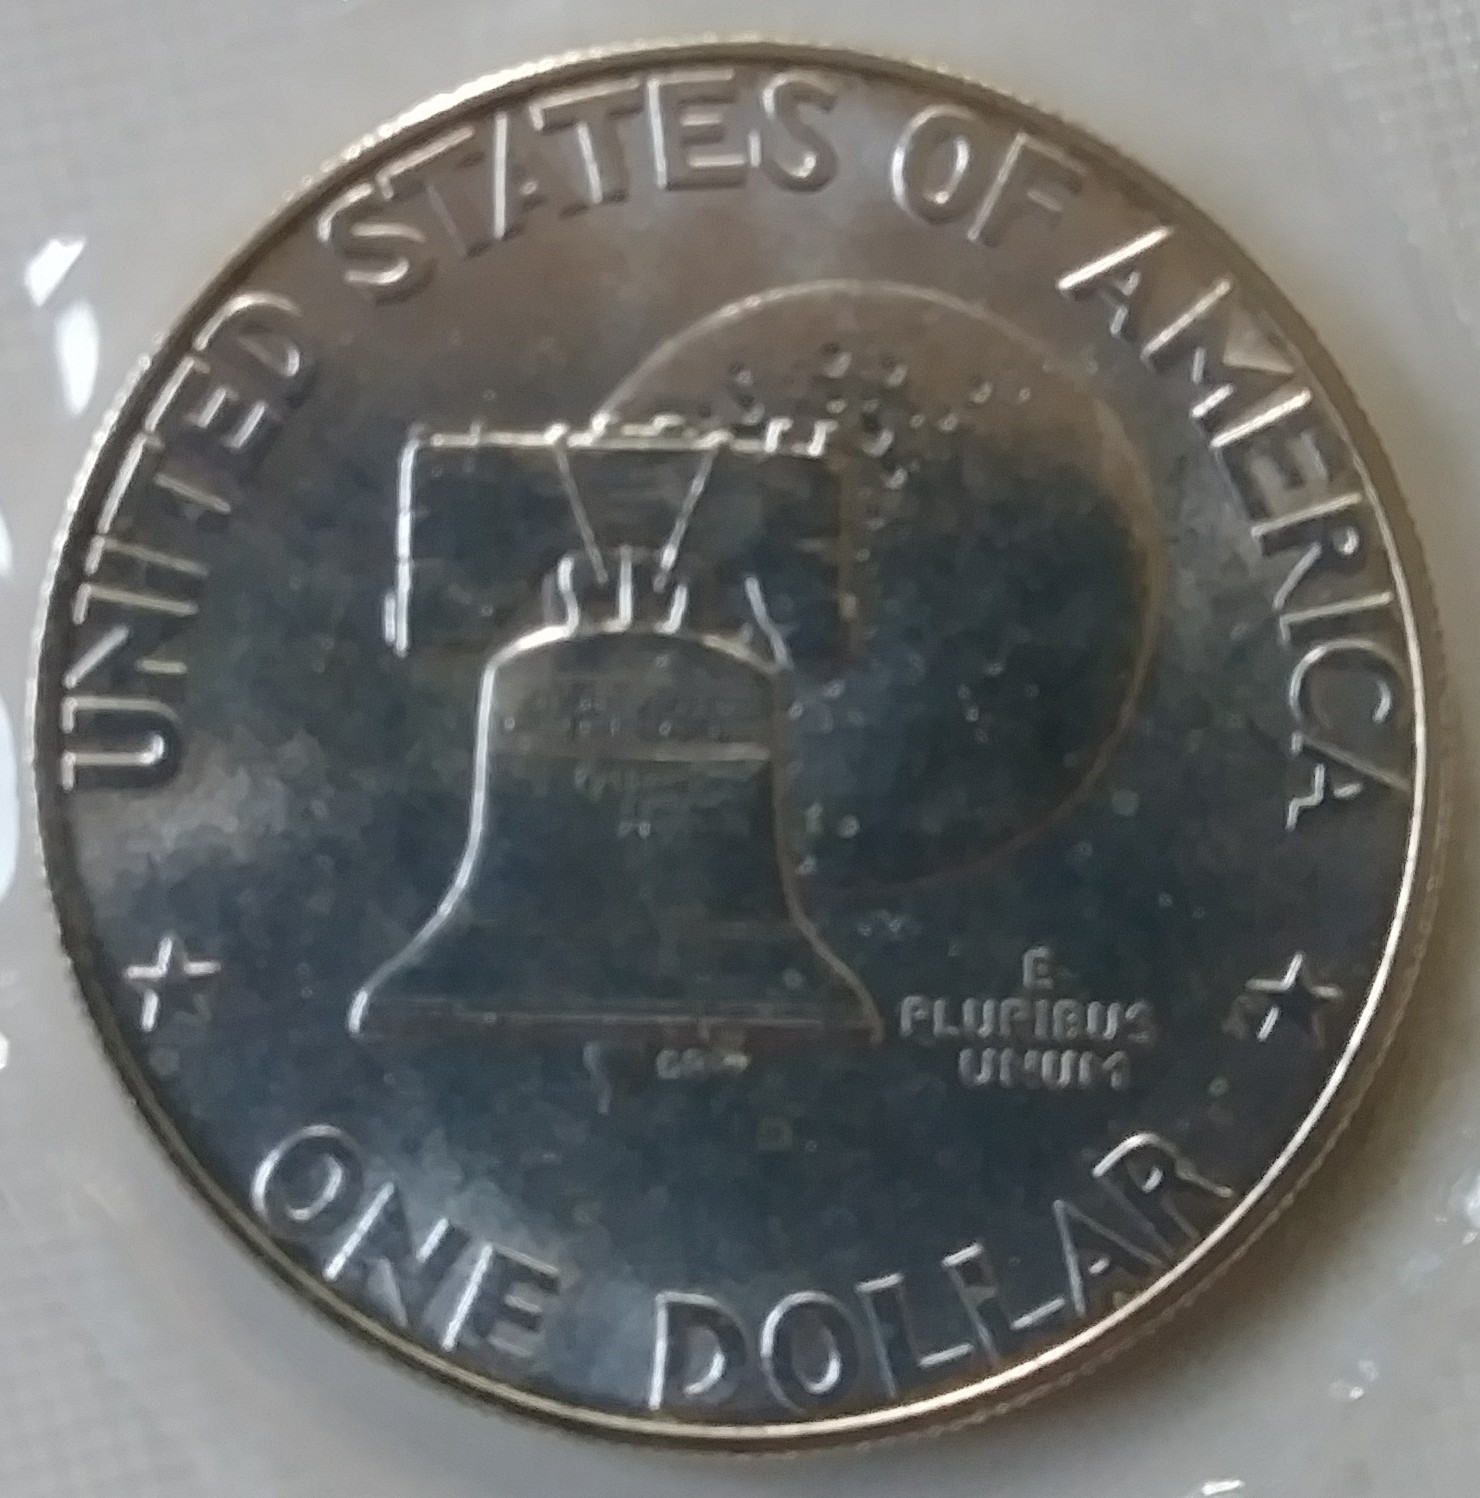 UNITED STATES OF AMERICA
E
PLURIBUS
UNUM
ONE DOLLAR